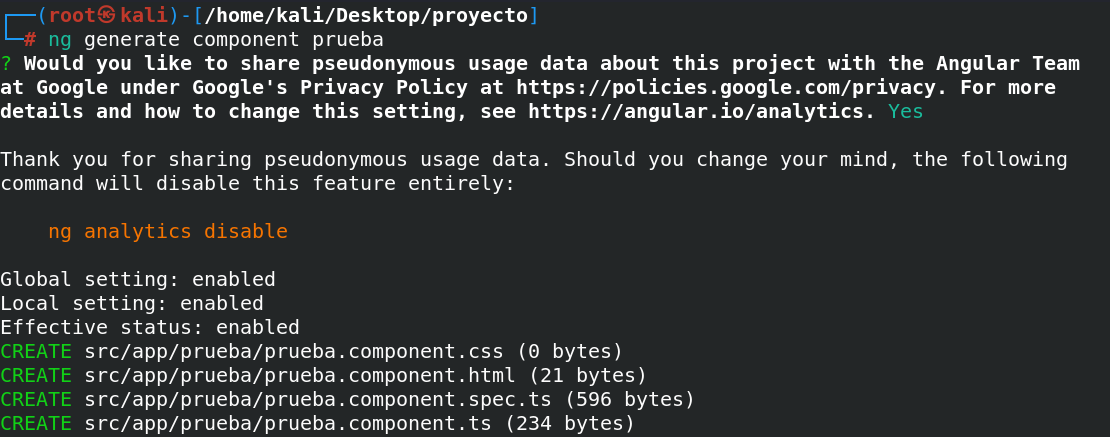 ┌──(root㉿kali)-[/home/kali/Desktop/proyecto]
└─# ng generate component prueba
? Would you like to share pseudonymous usage data about this project with the Angular Team
at Google under Google's Privacy Policy at https://policies.google.com/privacy. For more
details and how to change this setting, see https://angular.io/analytics. Yes
Thank you for sharing pseudonymous usage data. Should you change your mind, the following
command will disable this feature entirely:
ng analytics disable
Global setting: enabled
Local setting: enabled
Effective status: enabled
CREATE src/app/prueba/prueba.component.css (0 bytes)
CREATE src/app/prueba/prueba.component.html (21 bytes)
CREATE src/app/prueba/prueba.component.spec.ts (596 bytes)
CREATE src/app/prueba/prueba.component.ts (234 bytes)